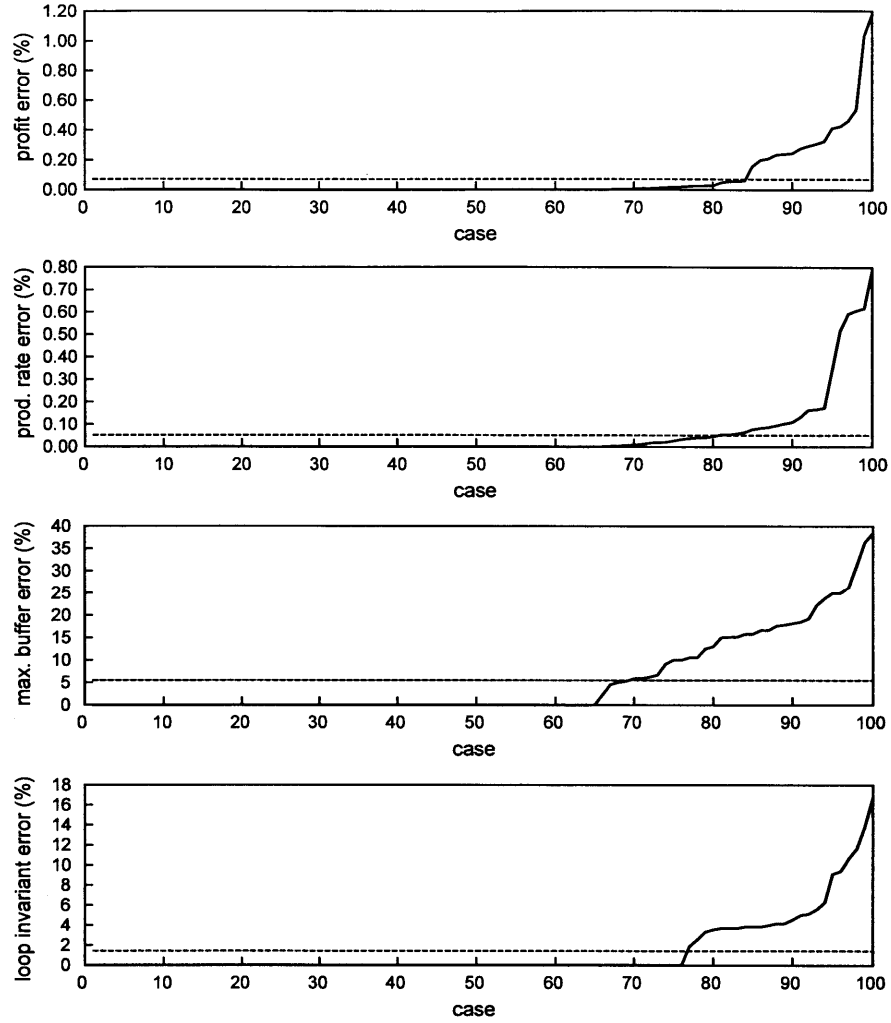 profit error (%)
1.20
1.00
0.80
0.60
0.40
0.20
0.00
0 10 20 30 40 50 60 70 80 90 100
case
prod. rate error (%)
0.80
0.70
0.60
0.50
0.40
0.30
0.20
0.10
0.00
0 10 20 30 40 50 60 70 80 90 100
case
max. buffer error (%)
40
35
30
25
20
15
10
5
0
0 10 20 30 40 50 60 70 80 90 100
case
loop invariant error (%)
18
16
14
12
10
8
6
4
2
0
0 10 20 30 40 50 60 70 80 90 100
case